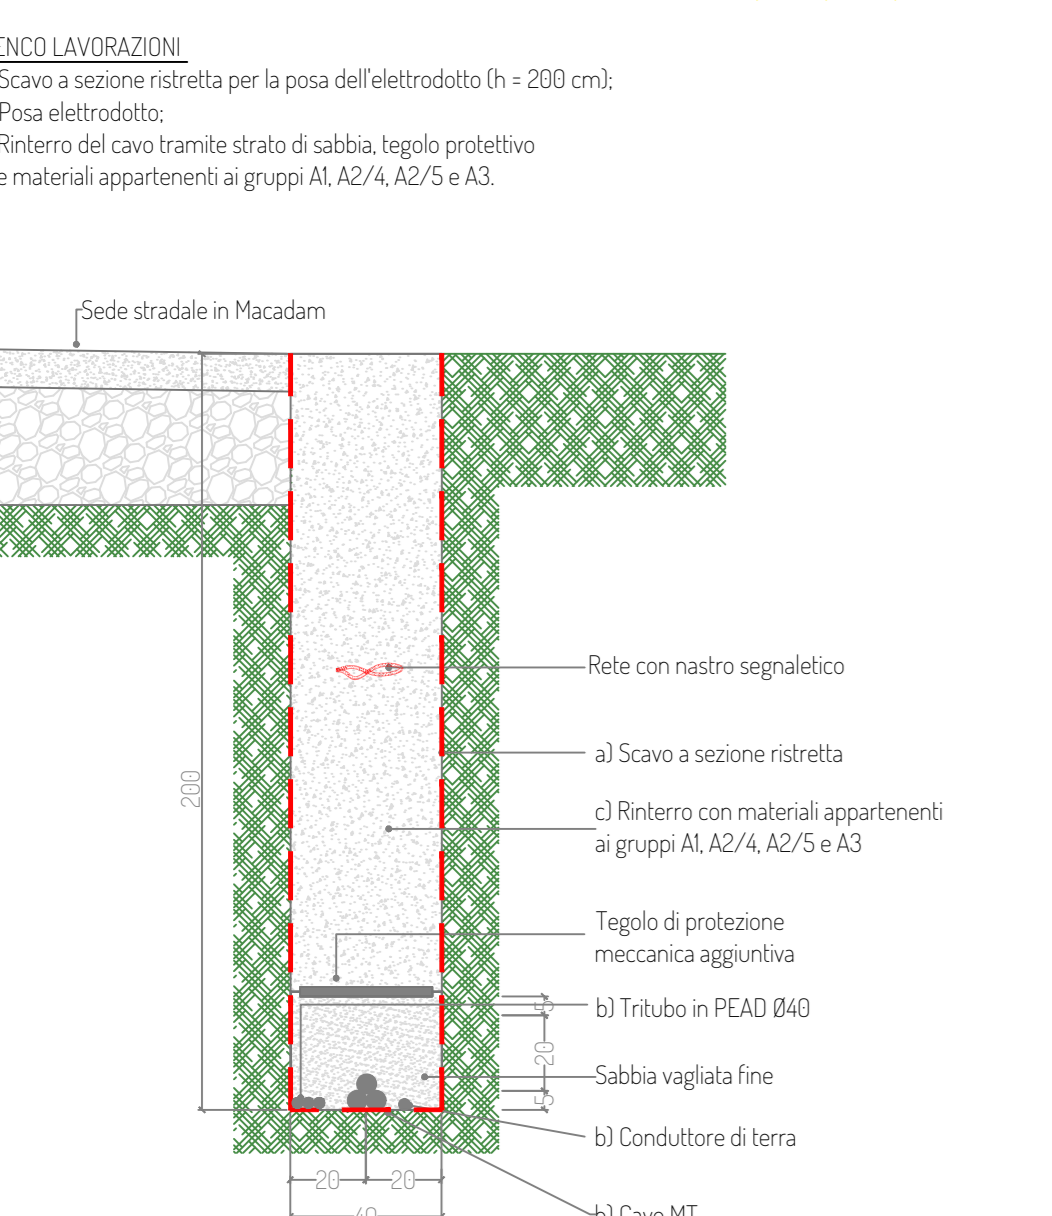 ENCO LAVORAZIONI
Scavo a sezione ristretta per la posa dell'elettrodotto (h = 200 cm);
Posa elettrodotto;
Rinterro del cavo tramite strato di sabbia, tegolo protettivo
e materiali appartenenti ai gruppi A1, A2/4, A2/5 e A3.
Sede stradale in Macadam
Rete con nastro segnaletico
a) Scavo a sezione ristretta
200
c) Rinterro con materiali appartenenti
ai gruppi A1, A2/4, A2/5 e A3
Tegolo di protezione
meccanica aggiuntiva
5
b) Tritubo in PEAD Ø40
20
Sabbia vagliata fine
5
b) Conduttore di terra
20
20
40
b) Cavo MT